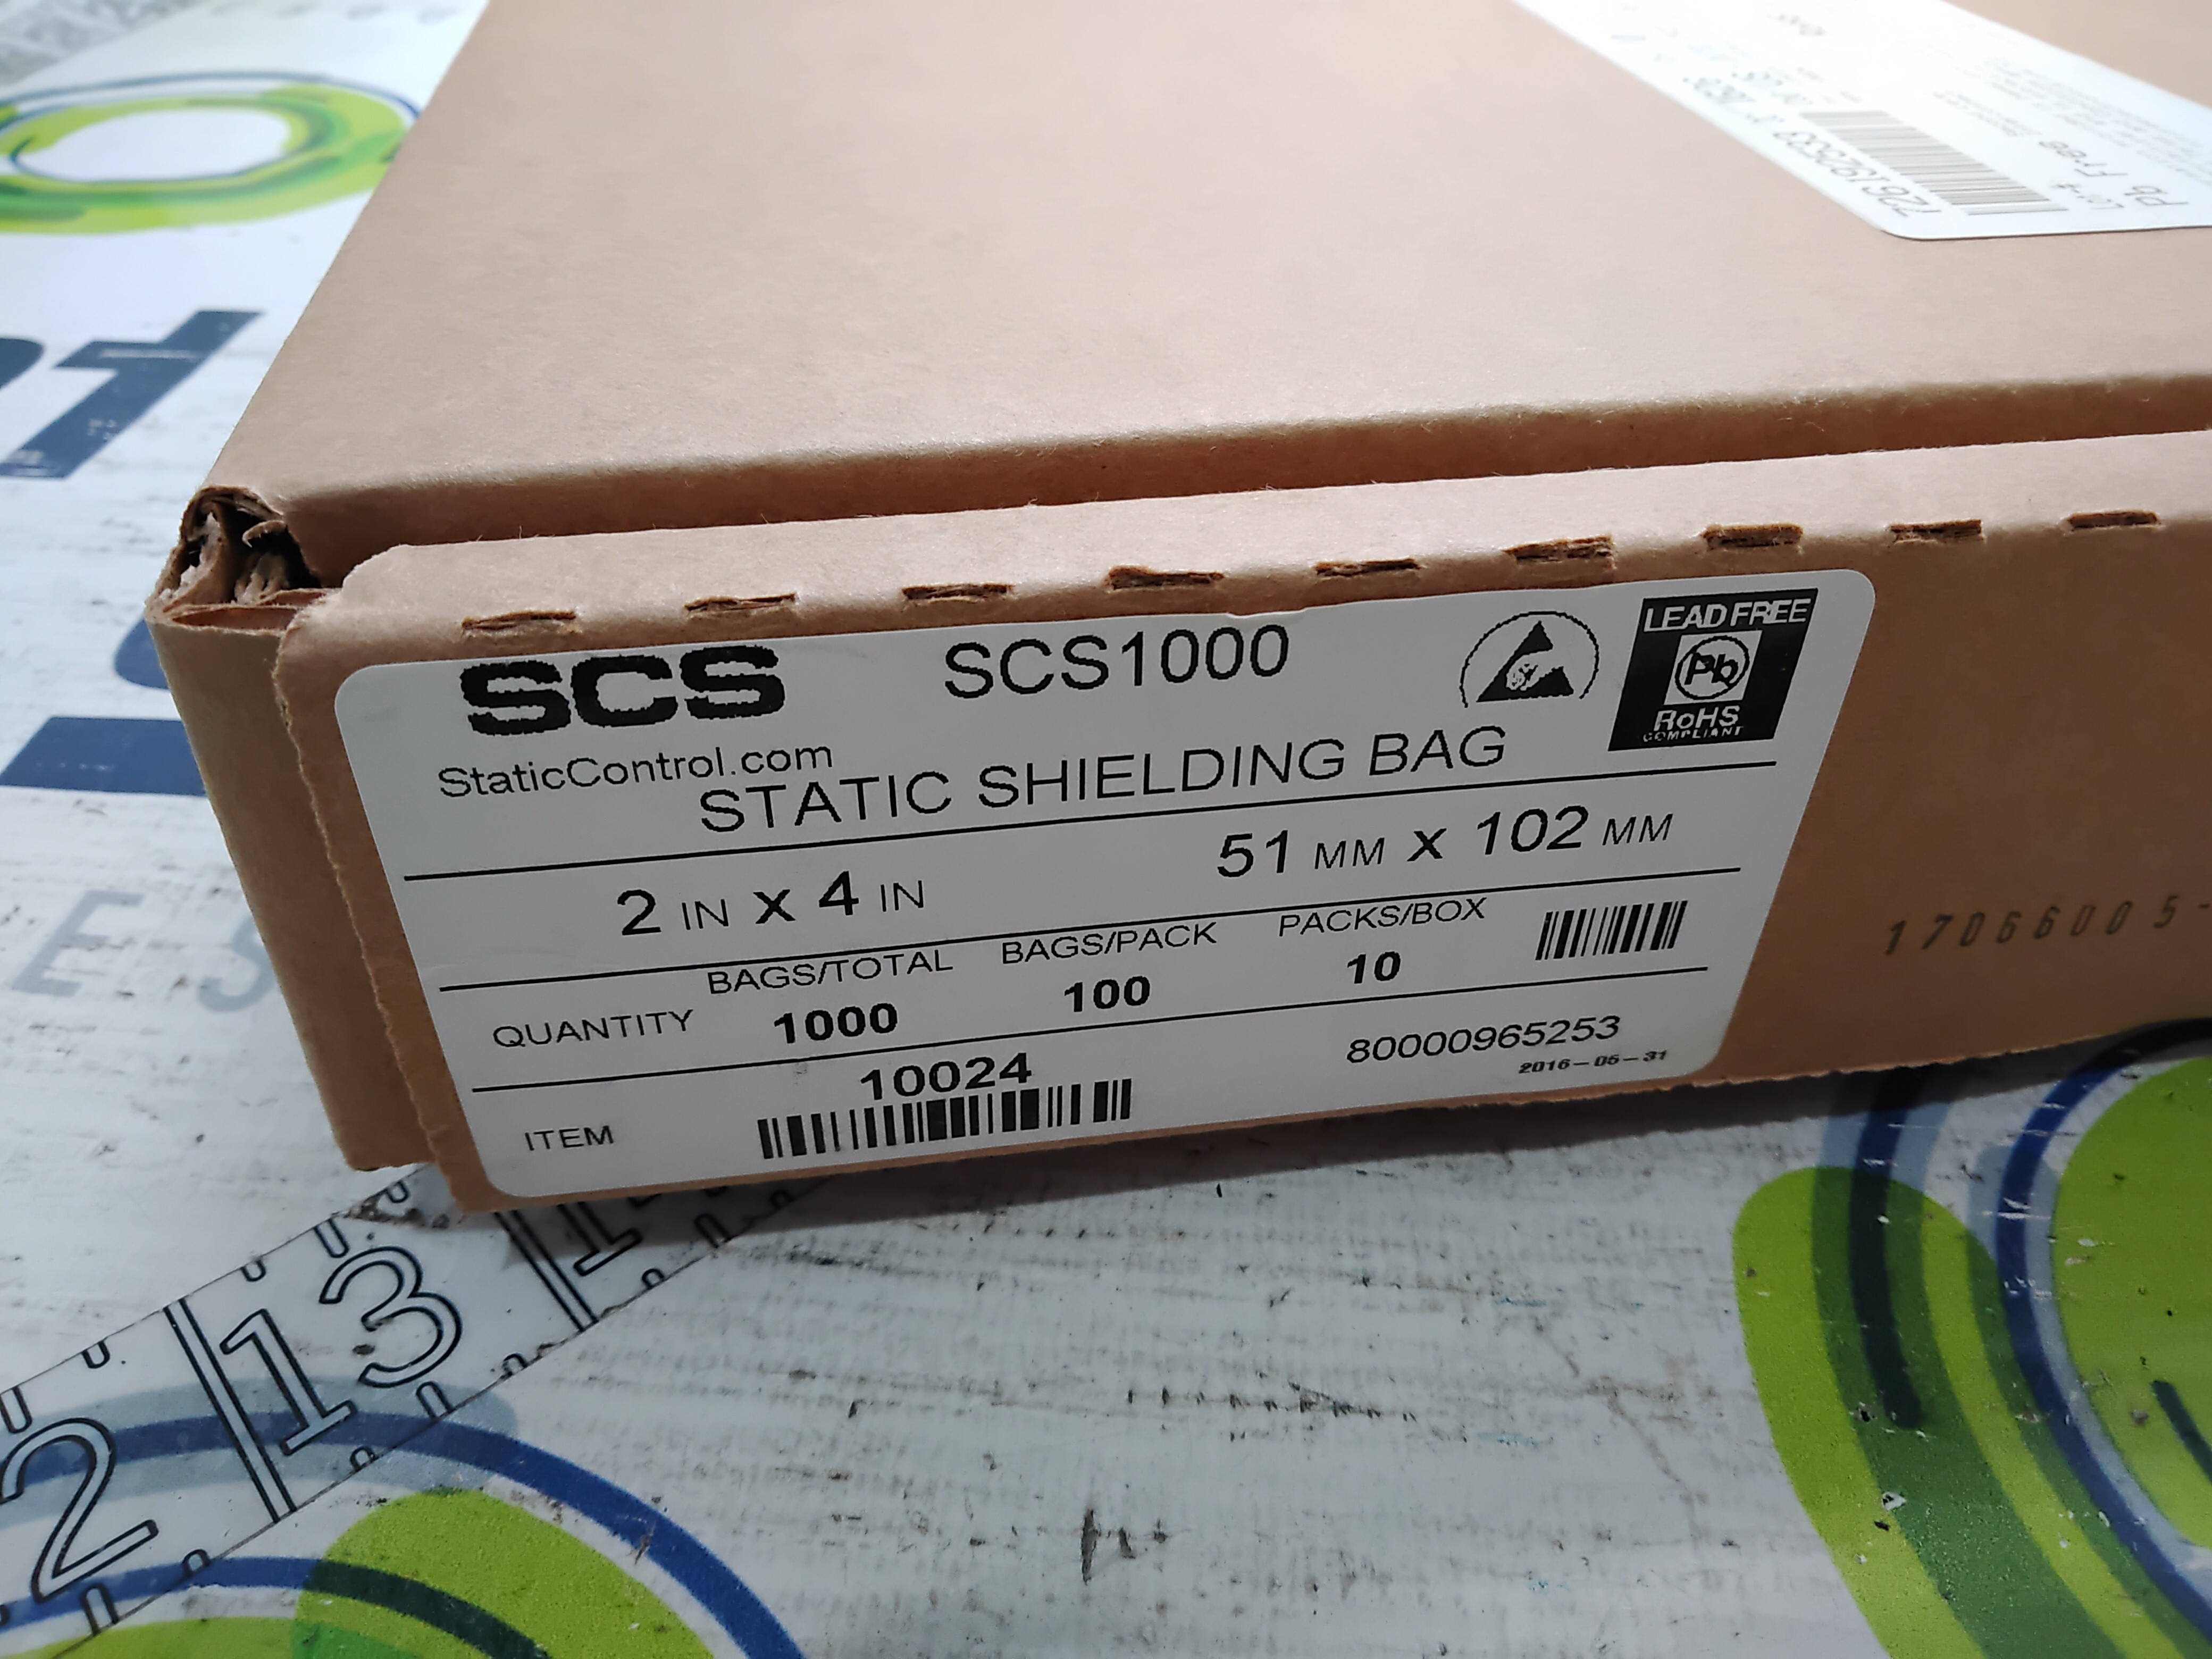 SCS
SCS1000
LEAD FREE
Pb
RoHS
COMPLIANT
StaticControl.com
STATIC SHIELDING BAG
2 IN x 4 IN
51 MM x 102 MM
BAGS/TOTAL BAGS/PACK PACKS/BOX
QUANTITY 1000 100 10
10024
ITEM
80000965253
2016-05-31
17066005-
Pb Free
13
2
E S